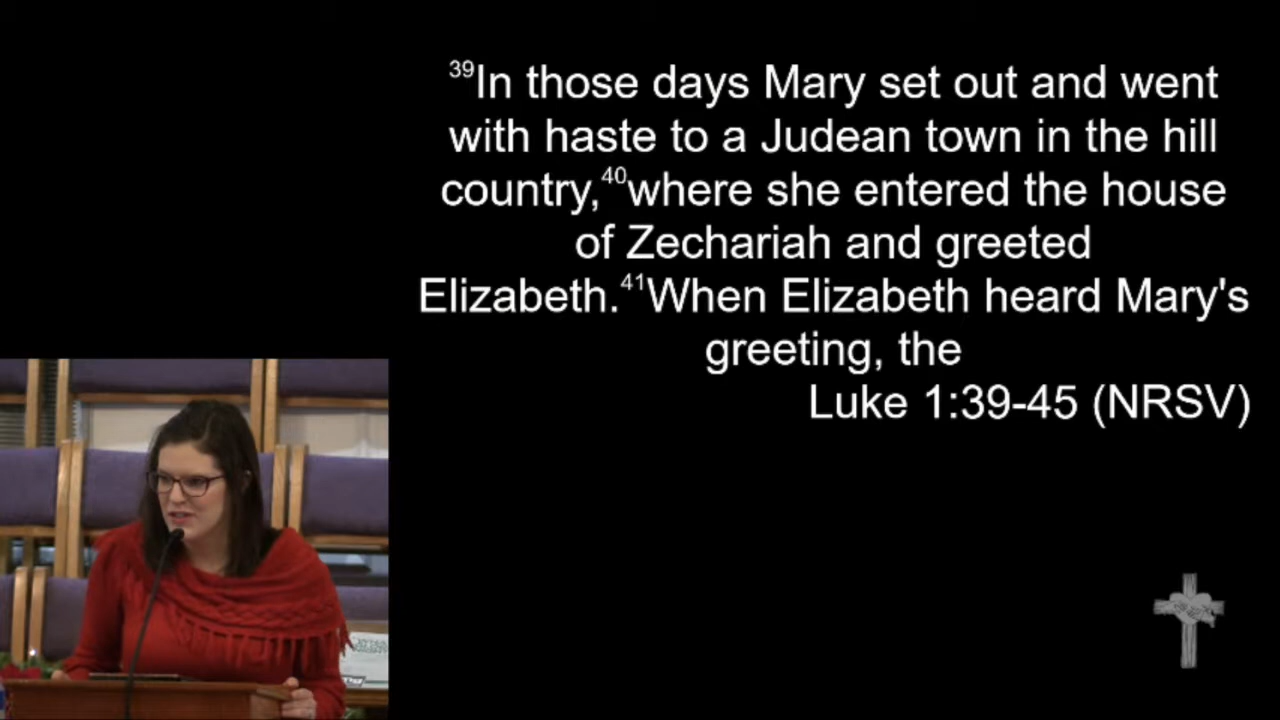 ³⁹In those days Mary set out and went
with haste to a Judean town in the hill
country,⁴⁰where she entered the house
of Zechariah and greeted
Elizabeth.⁴¹When Elizabeth heard Mary's
greeting, the
Luke 1:39-45 (NRSV)